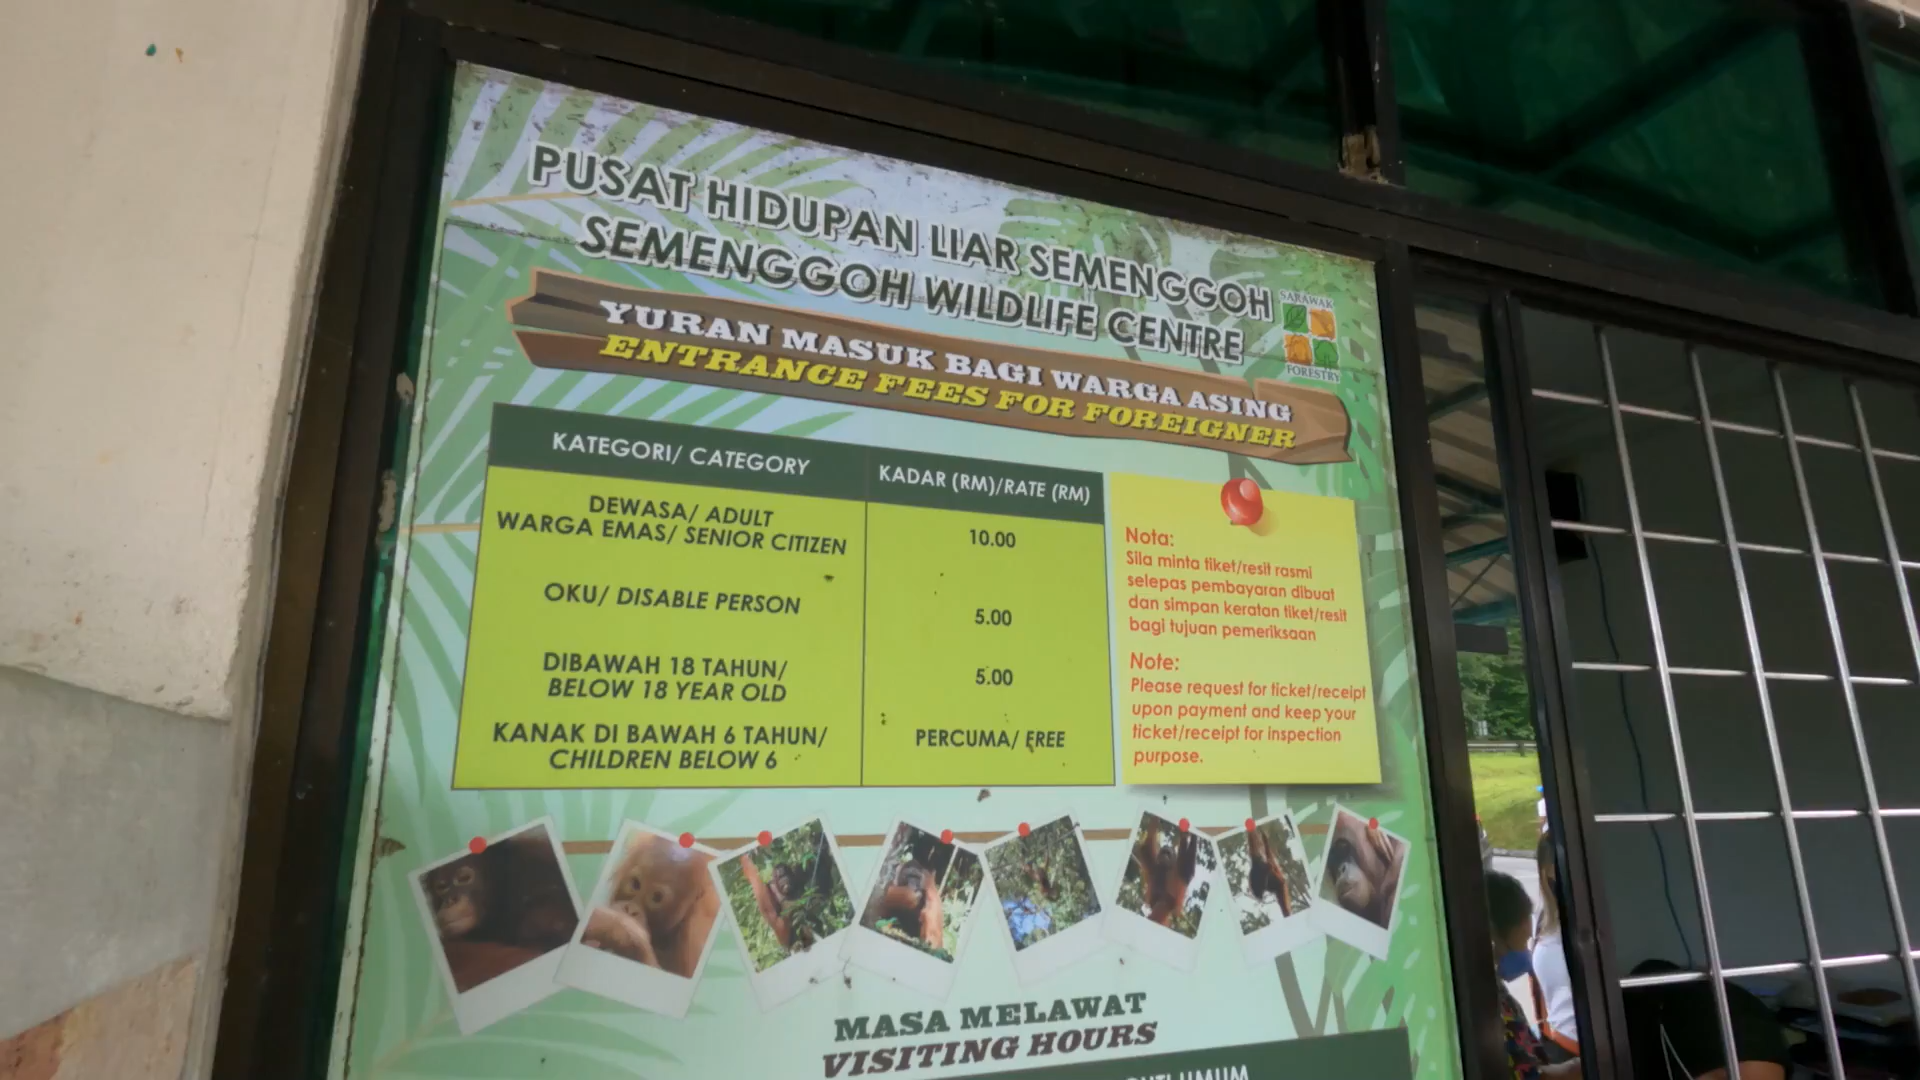 PUSAT HIDUPAN LIAR SEMENGGOH
SEMENGGOH WILDLIFE CENTRE
SARAWAK
FORESTRY
YURAN MASUK BAGI WARGA ASING
ENTRANCE FEES FOR FOREIGNER
KATEGORI/ CATEGORY
KADAR (RM)/RATE (RM)
DEWASA/ ADULT
WARGA EMAS/ SENIOR CITIZEN
10.00
OKU/ DISABLE PERSON
5.00
DIBAWAH 18 TAHUN/
BELOW 18 YEAR OLD
5.00
KANAK DI BAWAH 6 TAHUN/
CHILDREN BELOW 6
PERCUMA/ FREE
Nota:
Sila minta tiket/resit rasmi
selepas pembayaran dibuat
dan simpan keratan tiket/resit
bagi tujuan pemeriksaan
Note:
Please request for ticket/receipt
upon payment and keep your
ticket/receipt for inspection
purpose.
MASA MELAWAT
VISITING HOURS
UMUM